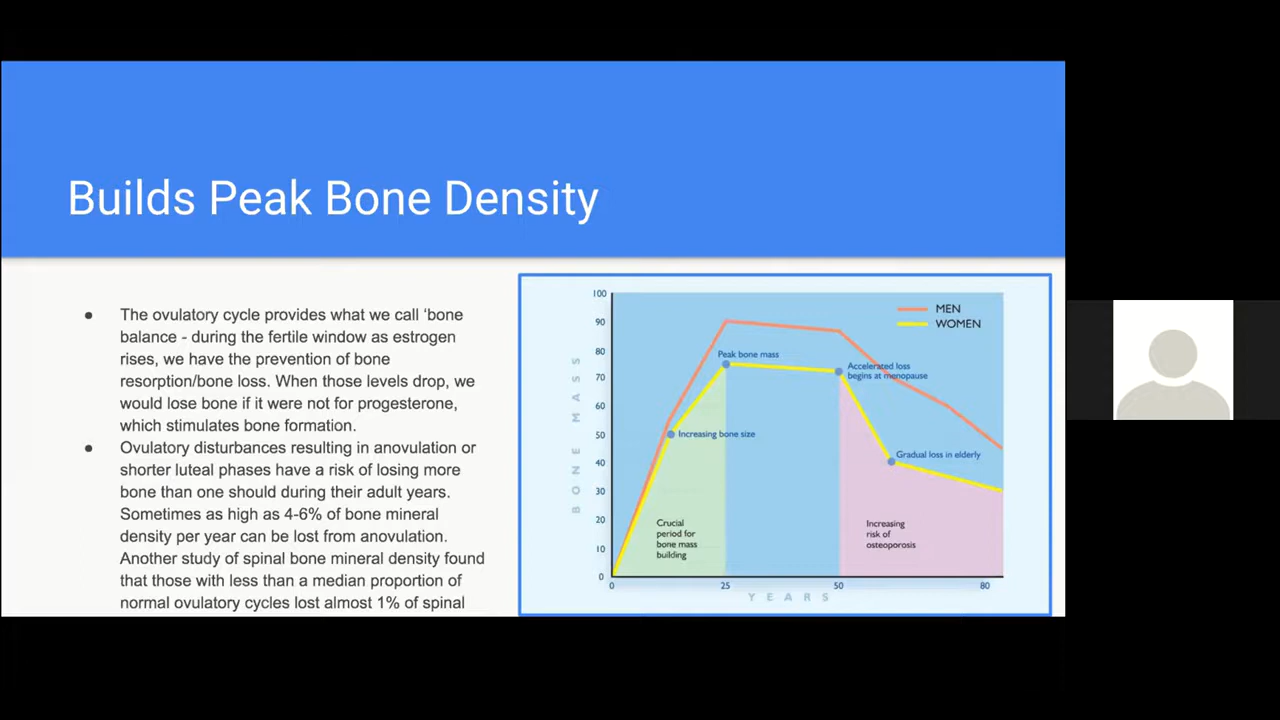 Builds Peak Bone Density
● The ovulatory cycle provides what we call ‘bone
balance - during the fertile window as estrogen
rises, we have the prevention of bone
resorption/bone loss. When those levels drop, we
would lose bone if it were not for progesterone,
which stimulates bone formation.
● Ovulatory disturbances resulting in anovulation or
shorter luteal phases have a risk of losing more
bone than one should during their adult years.
Sometimes as high as 4-6% of bone mineral
density per year can be lost from anovulation.
Another study of spinal bone mineral density found
that those with less than a median proportion of
normal ovulatory cycles lost almost 1% of spinal
BONE MASS
100
90
80
70
60
50
40
30
20
10
0
MEN
WOMEN
Peak bone mass
Accelerated loss
begins at menopause
Increasing bone size
Gradual loss in elderly
Crucial
period for
bone mass
building
Increasing
risk of
osteoporosis
0 25 50 80
YEARS